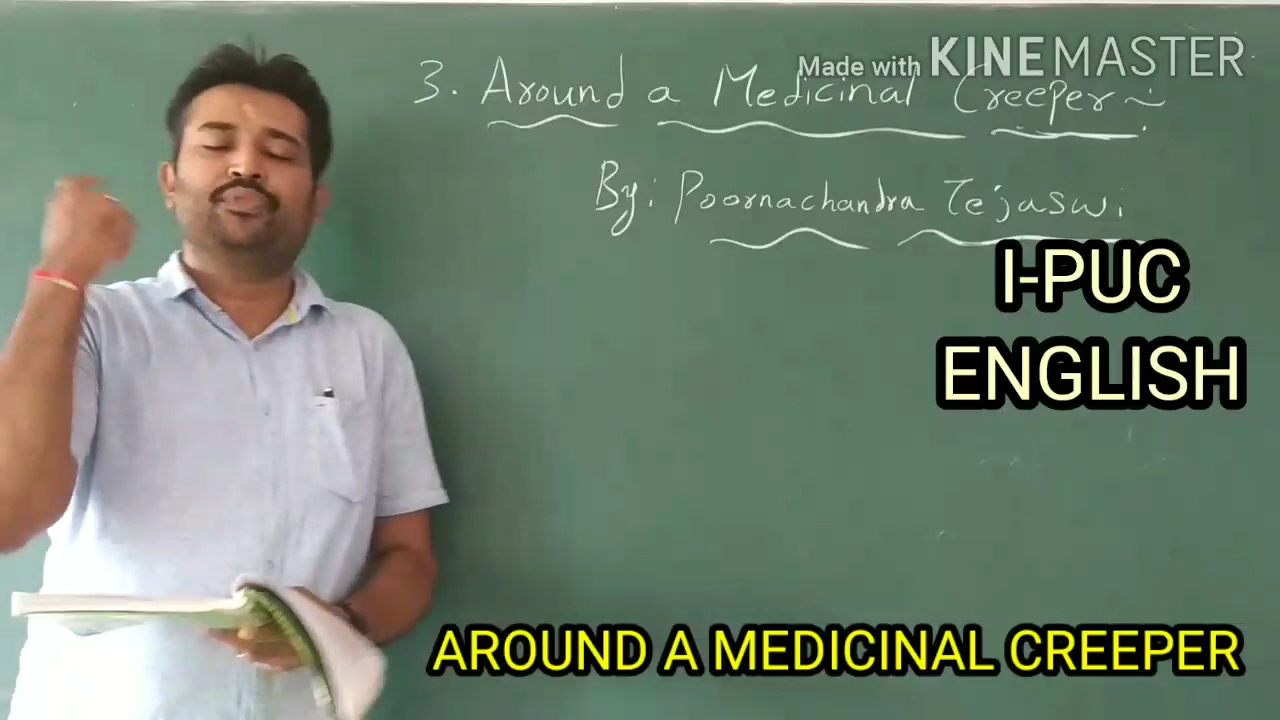 Made with KINEMASTER
3. Around a Medicinal Creeper ~:
By: Poornachandra Tejaswi
I-PUC
ENGLISH
AROUND A MEDICINAL CREEPER